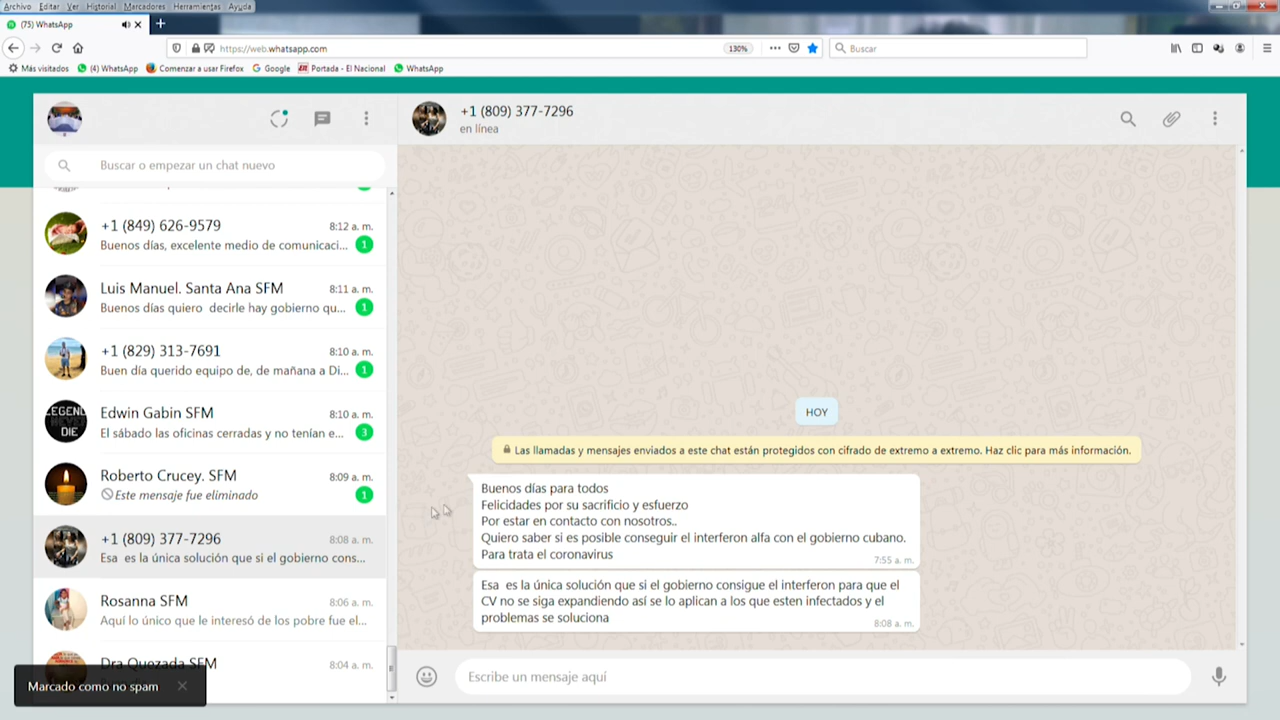 Archivo Editar Ver Historial Marcadores Herramientas Ayuda
(75) WhatsApp
https://web.whatsapp.com
130%
Buscar
Más visitados
(4) WhatsApp
Comenzar a usar Firefox
Google
Portada - El Nacional
WhatsApp
+1 (809) 377-7296
en línea
Buscar o empezar un chat nuevo
+1 (849) 626-9579
8:12 a. m.
Buenos días, excelente medio de comunicaci...
1
Luis Manuel. Santa Ana SFM
8:11 a. m.
Buenos días quiero decirle hay gobierno qu...
1
+1 (829) 313-7691
8:10 a. m.
Buen día querido equipo de, de mañana a Di...
1
LEGEND
NEVER
DIE
Edwin Gabin SFM
8:10 a. m.
El sábado las oficinas cerradas y no tenían e...
3
Roberto Crucey. SFM
8:09 a. m.
Este mensaje fue eliminado
1
+1 (809) 377-7296
8:08 a. m.
Esa es la única solución que si el gobierno cons...
Rosanna SFM
8:06 a. m.
Aquí lo único que le interesó de los pobre fue el...
Dra Quezada SFM
8:04 a. m.
Marcado como no spam
HOY
Las llamadas y mensajes enviados a este chat están protegidos con cifrado de extremo a extremo. Haz clic para más información.
Buenos días para todos
Felicidades por su sacrificio y esfuerzo
Por estar en contacto con nosotros..
Quiero saber si es posible conseguir el interferon alfa con el gobierno cubano.
Para trata el coronavirus
7:55 a. m.
Esa es la única solución que si el gobierno consigue el interferon para que el
CV no se siga expandiendo así se lo aplican a los que esten infectados y el
problemas se soluciona
8:08 a. m.
Escribe un mensaje aquí